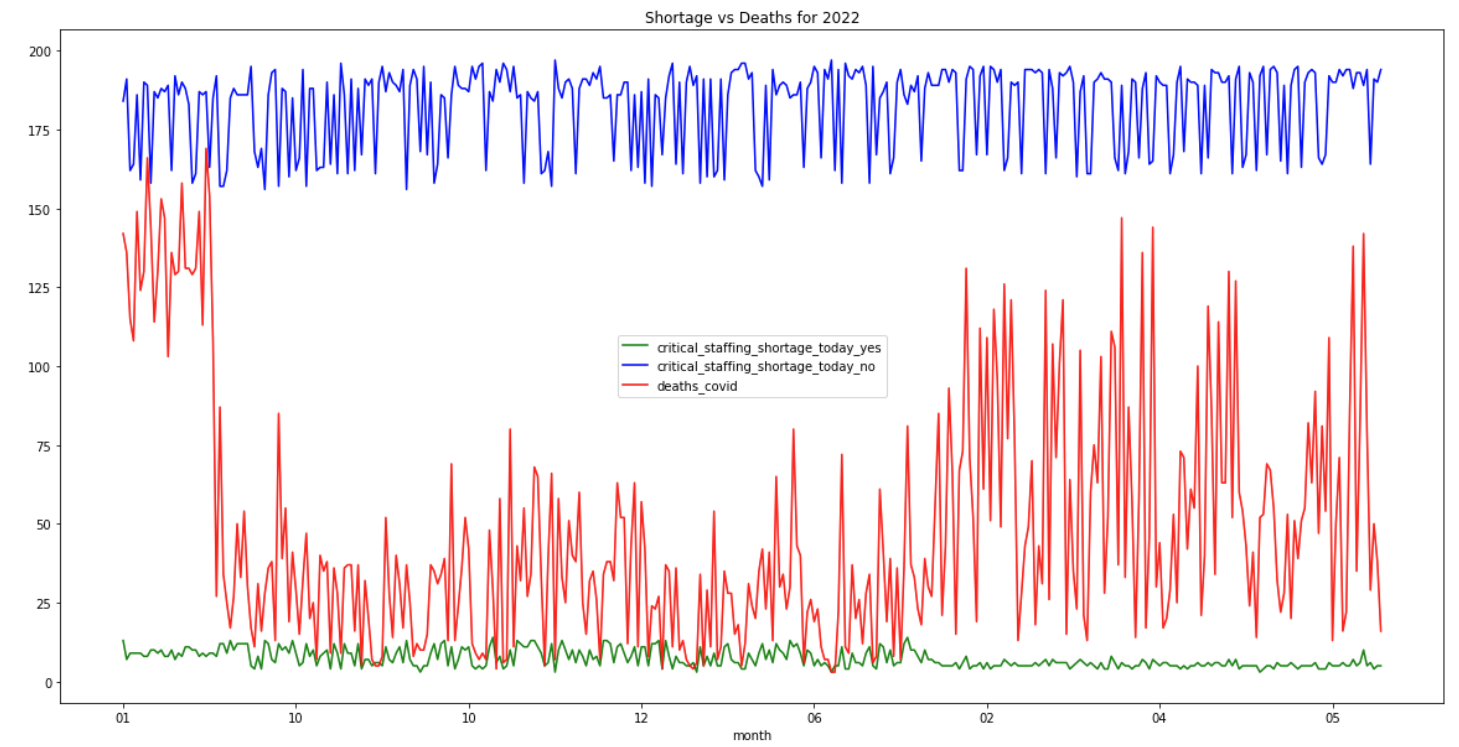 Shortage vs Deaths for 2022
200
175
150
125
100
75
50
25
0
critical_staffing_shortage_today_yes
critical_staffing_shortage_today_no
deaths_covid
01 10 10 12 06 02 04 05
month